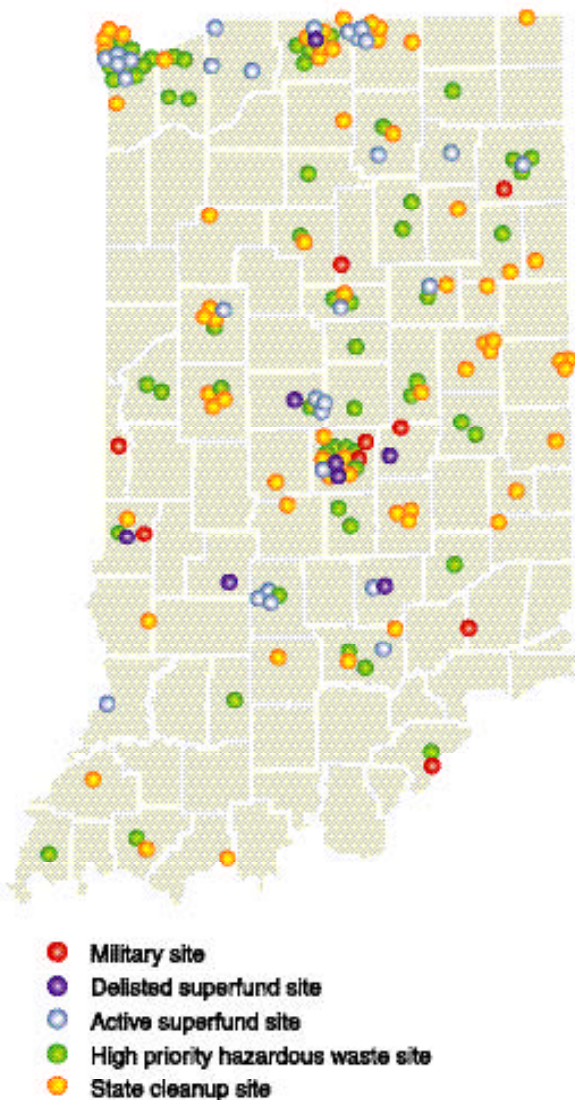 Military site
Delisted superfund site
Active superfund site
High priority hazardous waste site
State cleanup site